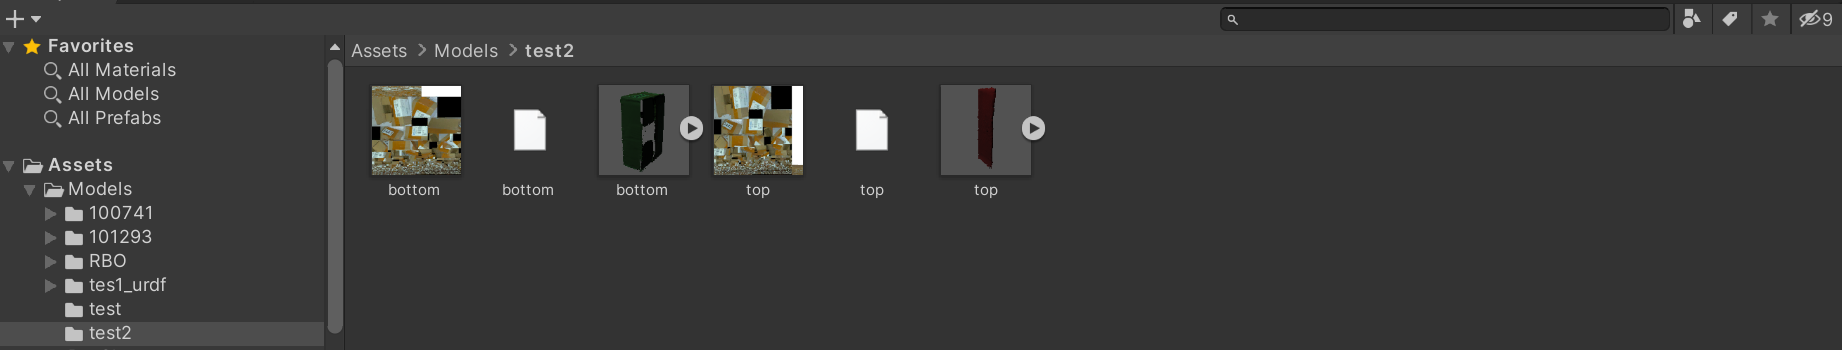 9
Favorites
All Materials
All Models
All Prefabs
Assets
Models
100741
101293
RBO
tes1_urdf
test
test2
Assets > Models > test2
bottom
bottom
bottom
top
top
top